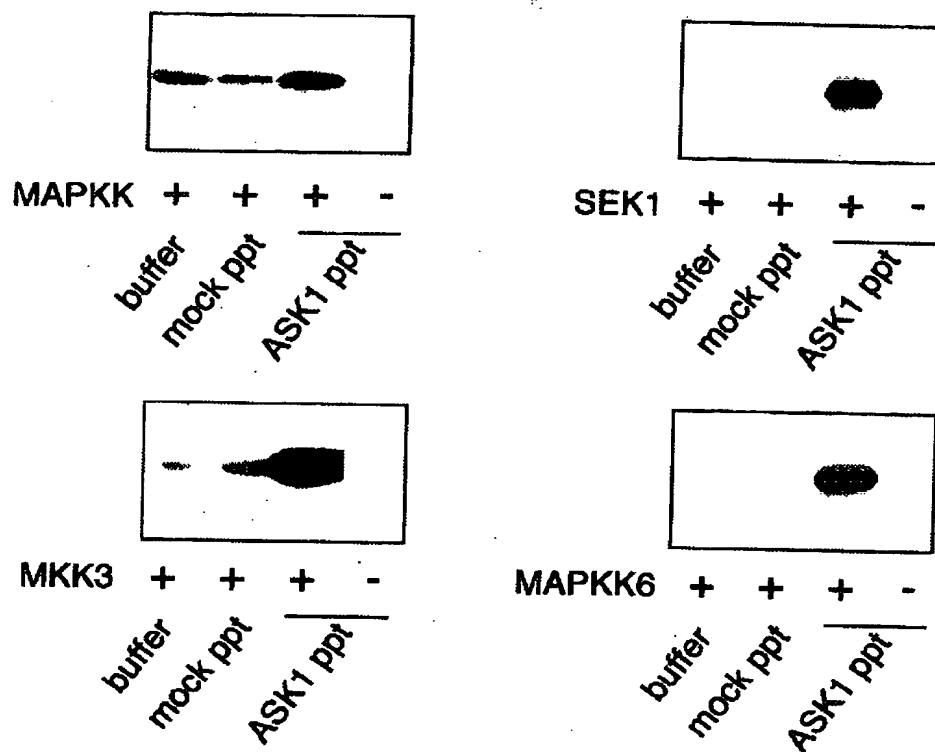 MAPKK + + + -
buffer
mock ppt
ASK1 ppt
SEK1 + + + -
buffer
mock ppt
ASK1 ppt
MKK3 + + + -
buffer
mock ppt
ASK1 ppt
MAPKK6 + + + -
buffer
mock ppt
ASK1 ppt